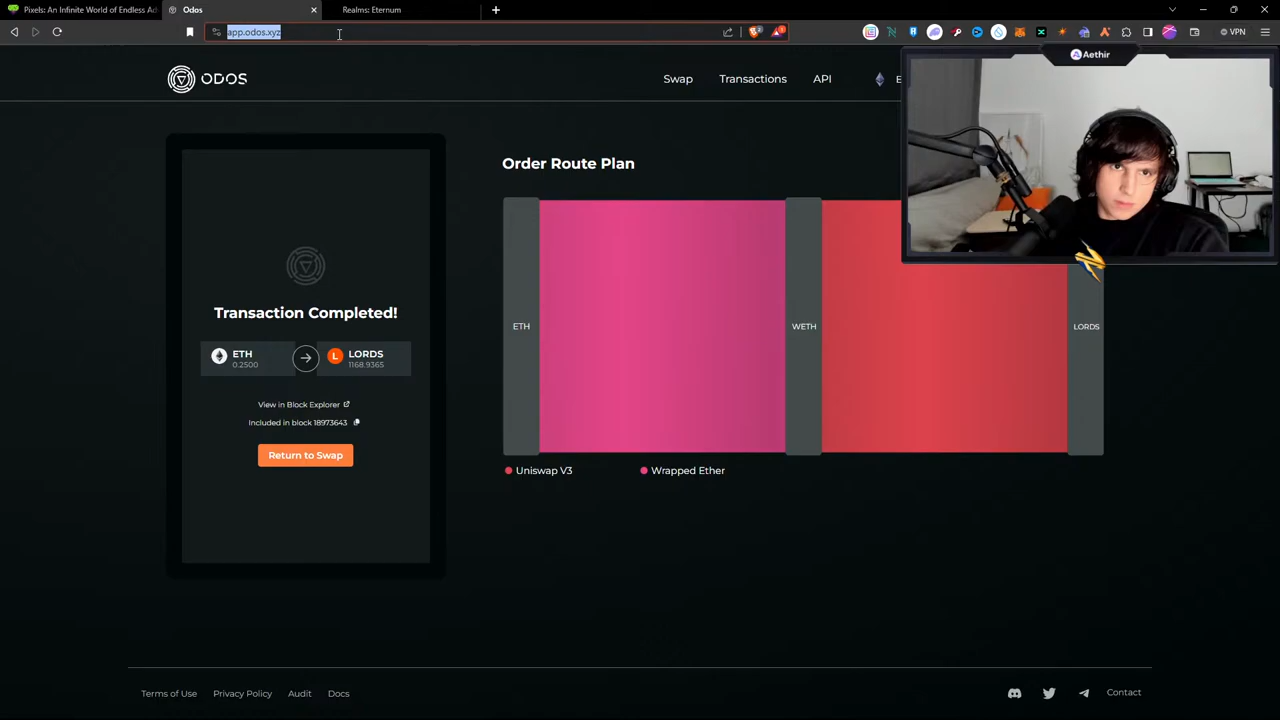 Pixels: An Infinite World of Endless Ad
Odos
Realms: Eternum
app.odos.xyz
VPN
ODOS
Swap
Transactions
API
E
Aethir
Order Route Plan
ETH
WETH
LORDS
Transaction Completed!
ETH
0.2500
LORDS
1168.9365
View in Block Explorer
Included in block 18973643
Return to Swap
Uniswap V3
Wrapped Ether
Terms of Use
Privacy Policy
Audit
Docs
Contact